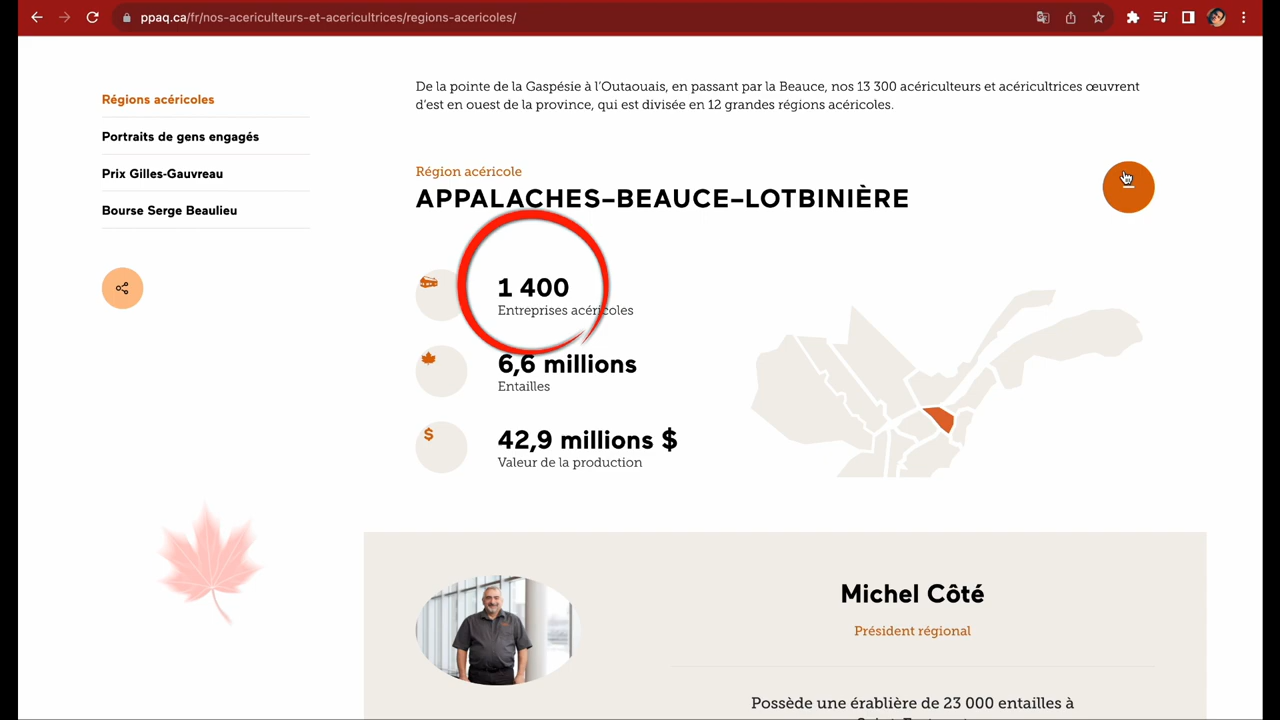 ppaq.ca/fr/nos-acericulteurs-et-acericultrices/regions-acericoles/
Régions acéricoles
Portraits de gens engagés
Prix Gilles-Gauvreau
Bourse Serge Beaulieu
De la pointe de la Gaspésie à l’Outaouais, en passant par la Beauce, nos 13 300 acériculteurs et acéricultrices œuvrent
d’est en ouest de la province, qui est divisée en 12 grandes régions acéricoles.
Région acéricole
APPALACHES–BEAUCE–LOTBINIÈRE
1 400
Entreprises acéricoles
6,6 millions
Entailles
$
42,9 millions $
Valeur de la production
Michel Côté
Président régional
Possède une érablière de 23 000 entailles à